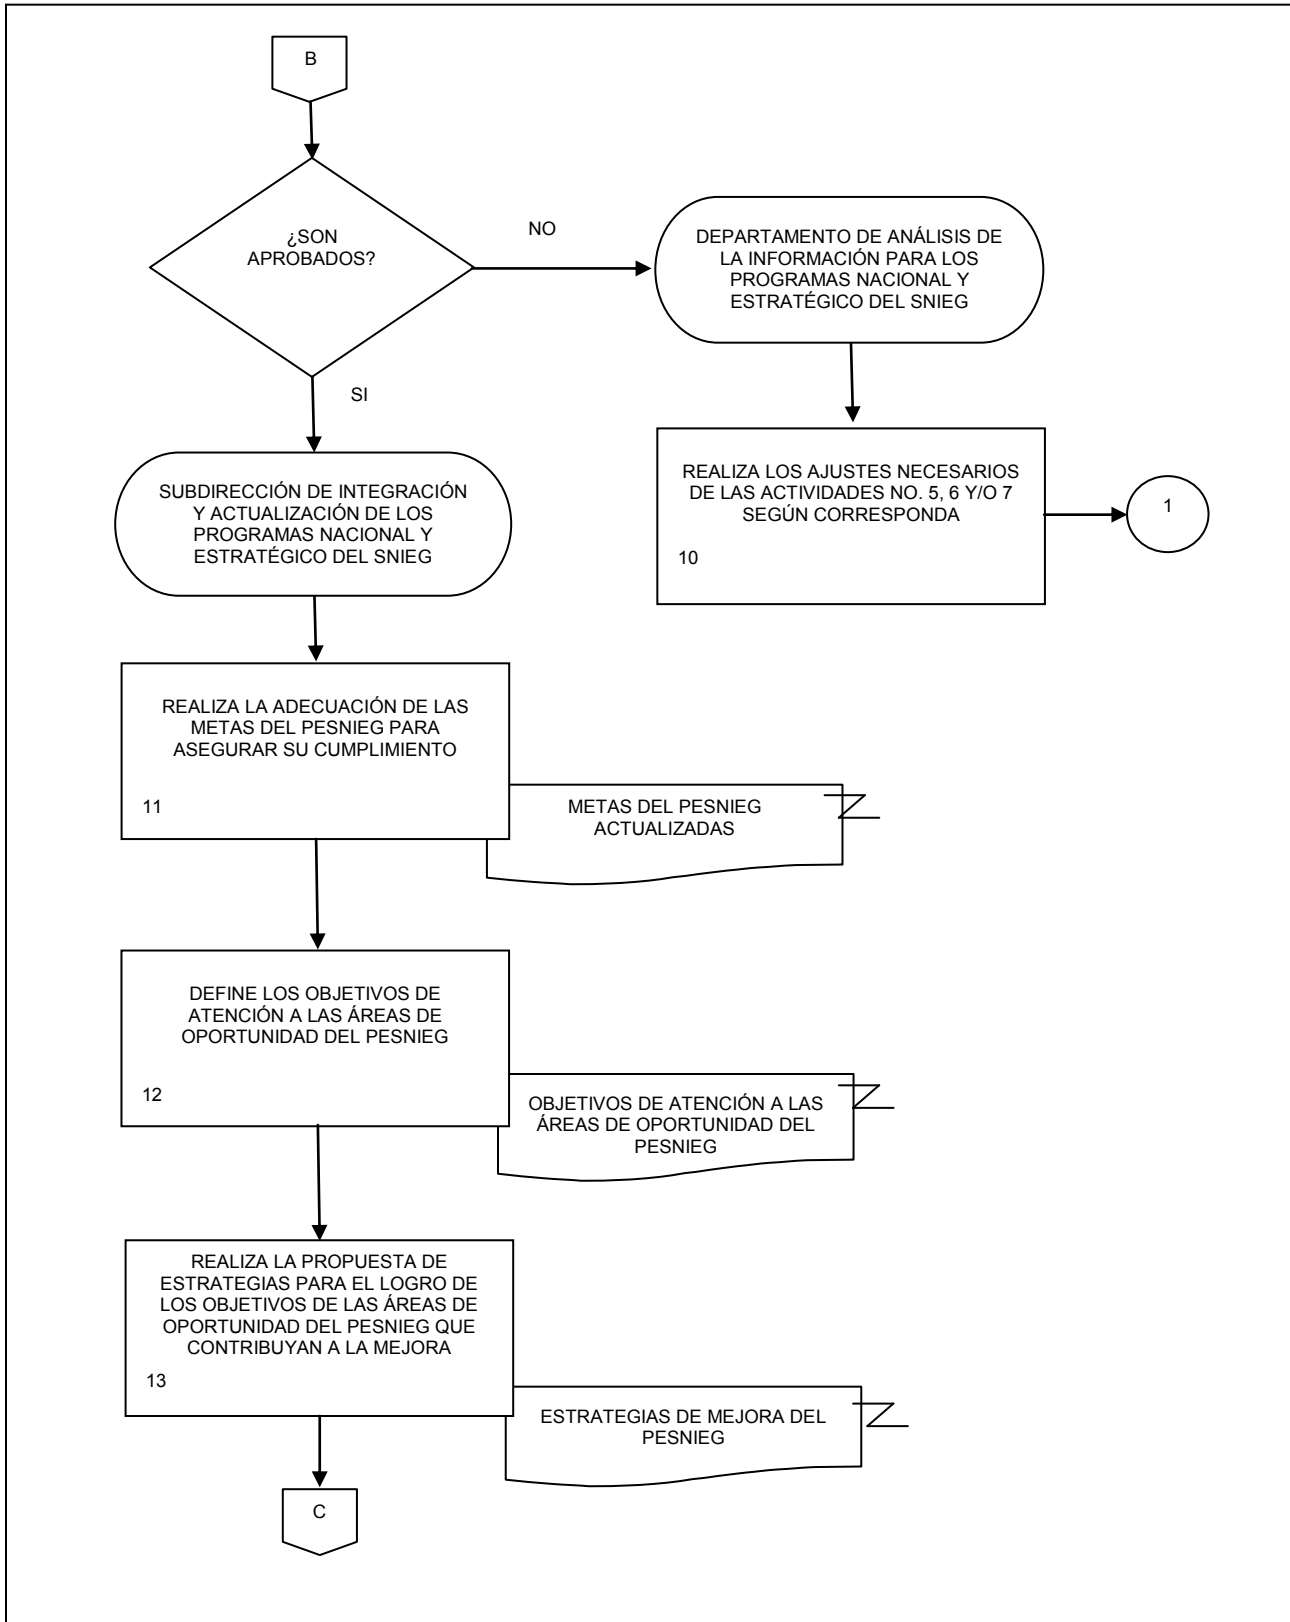 B
¿SON
APROBADOS?
NO
DEPARTAMENTO DE ANÁLISIS DE
LA INFORMACIÓN PARA LOS
PROGRAMAS NACIONAL Y
ESTRATÉGICO DEL SNIEG
SI
REALIZA LOS AJUSTES NECESARIOS
DE LAS ACTIVIDADES NO. 5, 6 Y/O 7
SEGÚN CORRESPONDA
10
1
SUBDIRECCIÓN DE INTEGRACIÓN
Y ACTUALIZACIÓN DE LOS
PROGRAMAS NACIONAL Y
ESTRATÉGICO DEL SNIEG
REALIZA LA ADECUACIÓN DE LAS
METAS DEL PESNIEG PARA
ASEGURAR SU CUMPLIMIENTO
11
METAS DEL PESNIEG
ACTUALIZADAS
DEFINE LOS OBJETIVOS DE
ATENCIÓN A LAS ÁREAS DE
OPORTUNIDAD DEL PESNIEG
12
OBJETIVOS DE ATENCIÓN A LAS
ÁREAS DE OPORTUNIDAD DEL
PESNIEG
REALIZA LA PROPUESTA DE
ESTRATEGIAS PARA EL LOGRO DE
LOS OBJETIVOS DE LAS ÁREAS DE
OPORTUNIDAD DEL PESNIEG QUE
CONTRIBUYAN A LA MEJORA
13
ESTRATEGIAS DE MEJORA DEL
PESNIEG
C